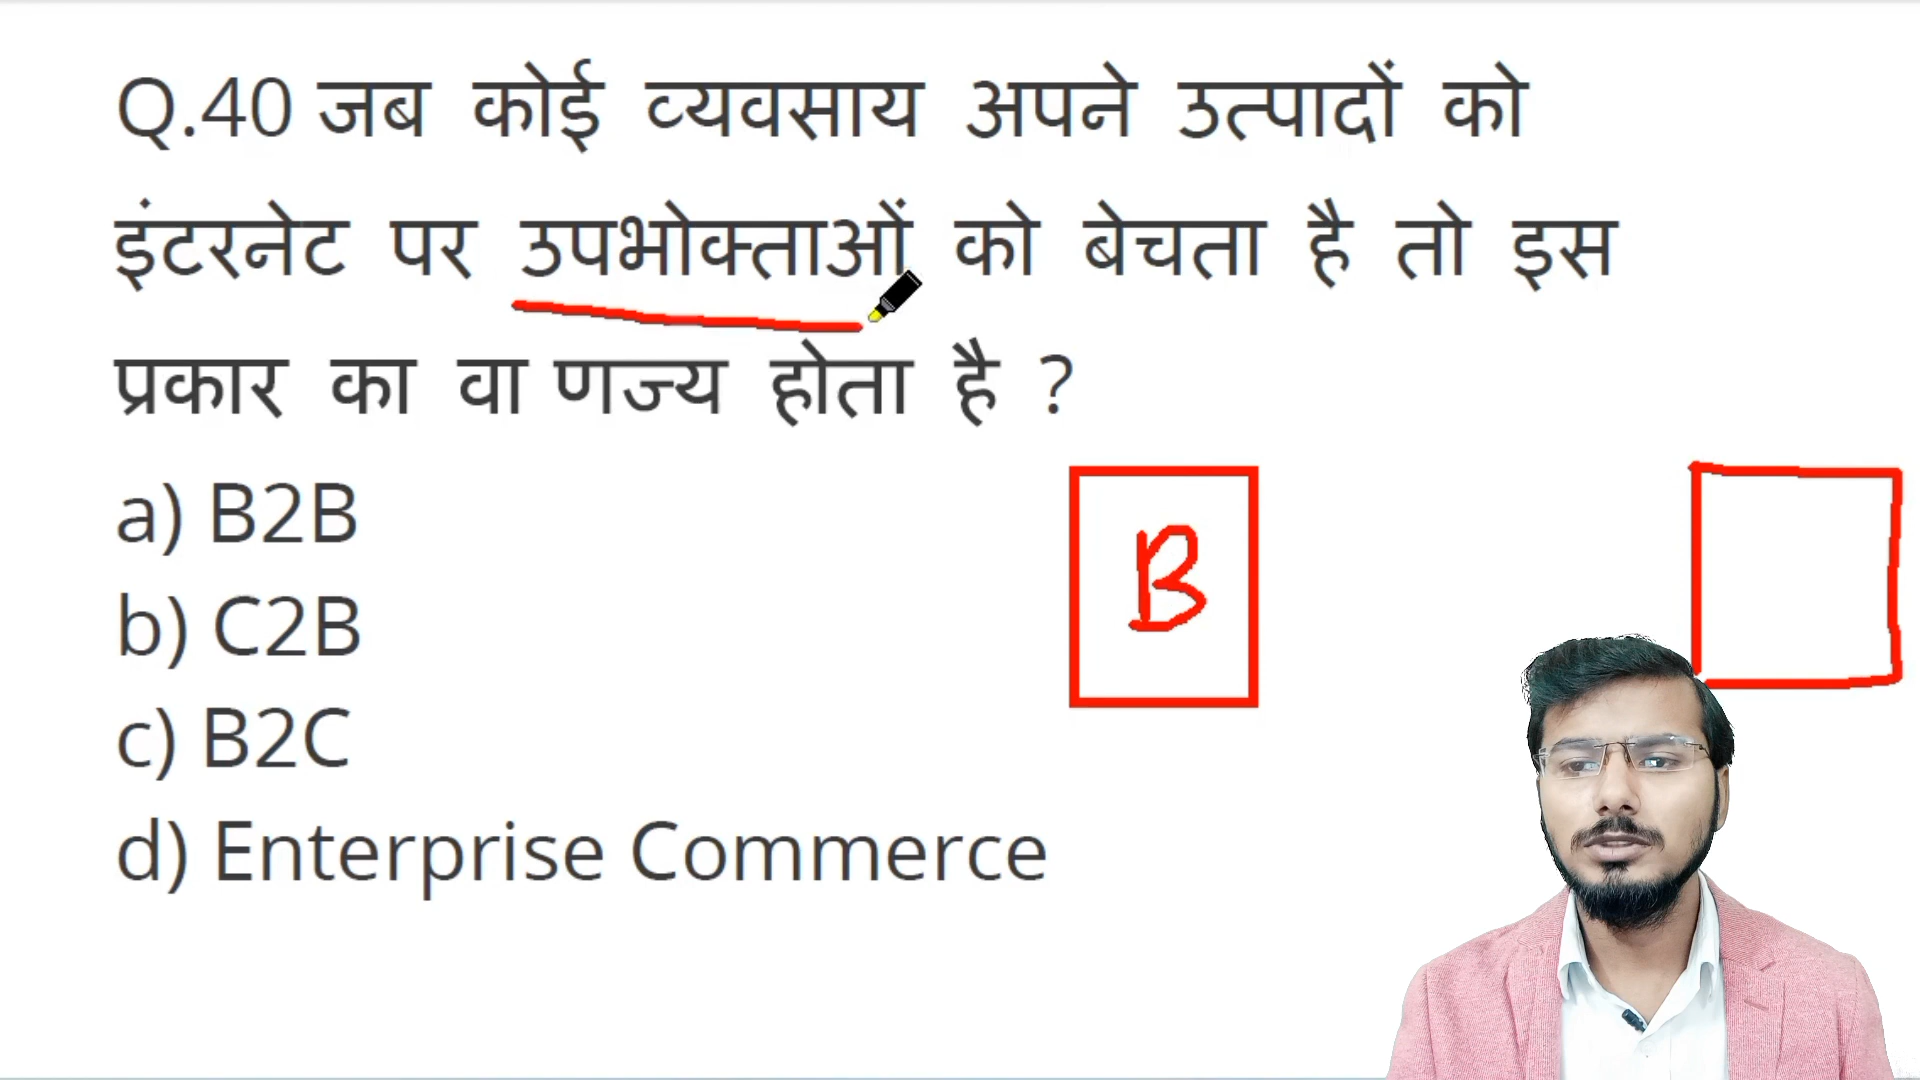 Q.40 जब कोई व्यवसाय अपने उत्पादों को
इंटरनेट पर उपभोक्ताओं को बेचता है तो इस
प्रकार का वा णज्य होता है ?
a) B2B
b) C2B
c) B2C
d) Enterprise Commerce
B